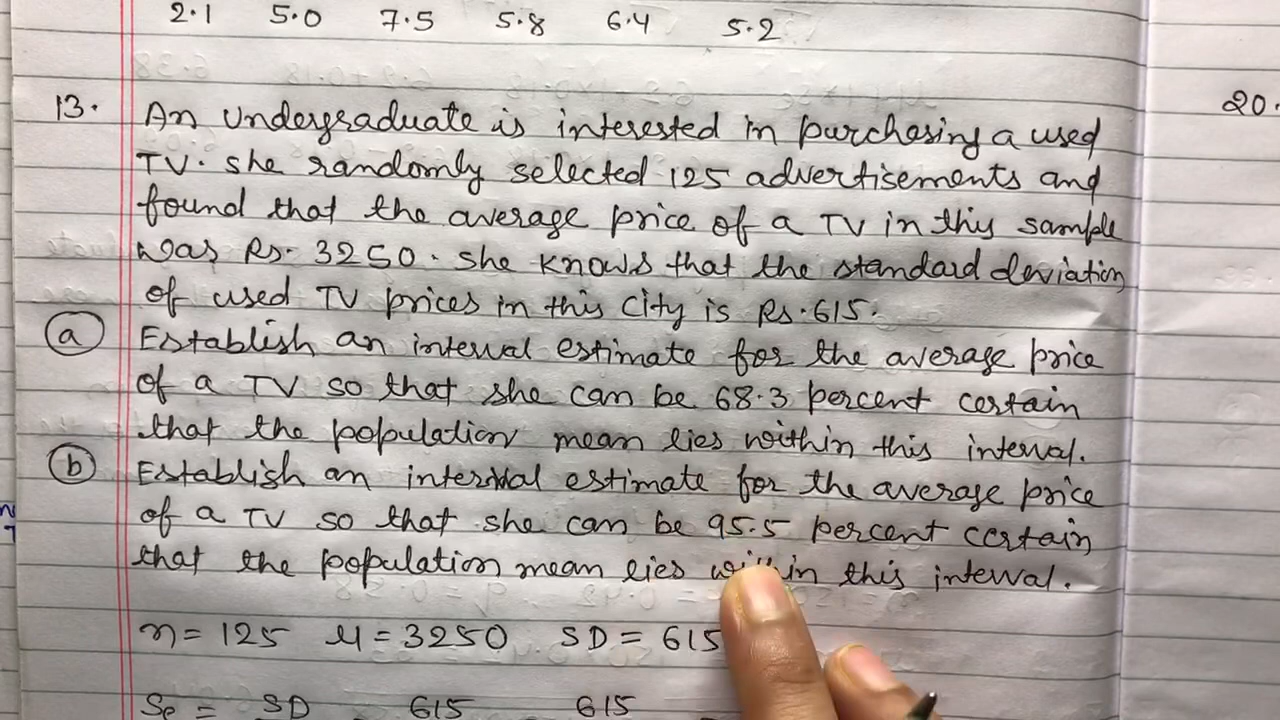 2.1 5.0 7.5 5.8 6.4 5.2
13. An undergraduate is interested in purchasing a used
20.
TV. she randomly selected 125 advertisements and
found that the average price of a TV in this sample
was Rs. 3250. she knows that the standard deviation
of used TV prices in this city is Rs. 615.
(a) Establish an interval estimate for the average price
of a TV so that she can be 68.3 percent certain
that the population mean lies within this interval.
(b) Establish an interval estimate for the average price
of a TV so that she can be 95.5 percent certain
that the population mean lies within this interval.
n = 125 μ = 3250 SD = 615
Se = SD 615 615